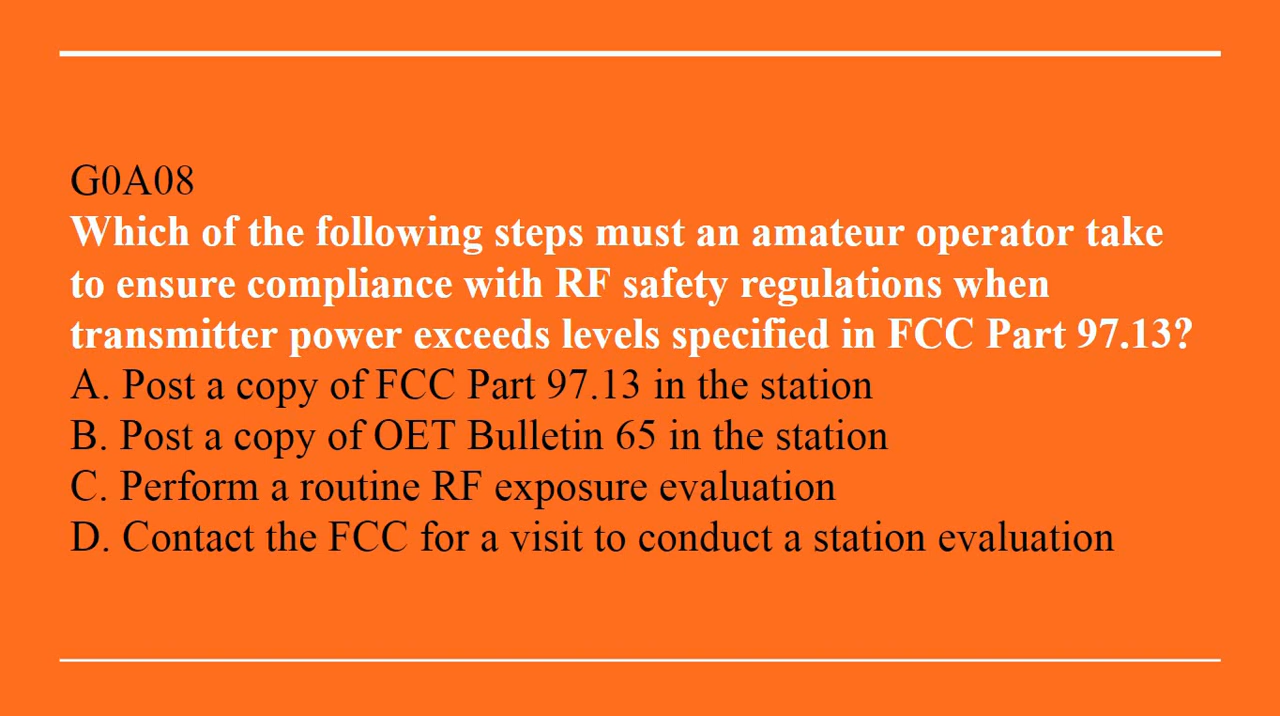 G0A08
Which of the following steps must an amateur operator take
to ensure compliance with RF safety regulations when
transmitter power exceeds levels specified in FCC Part 97.13?
A. Post a copy of FCC Part 97.13 in the station
B. Post a copy of OET Bulletin 65 in the station
C. Perform a routine RF exposure evaluation
D. Contact the FCC for a visit to conduct a station evaluation